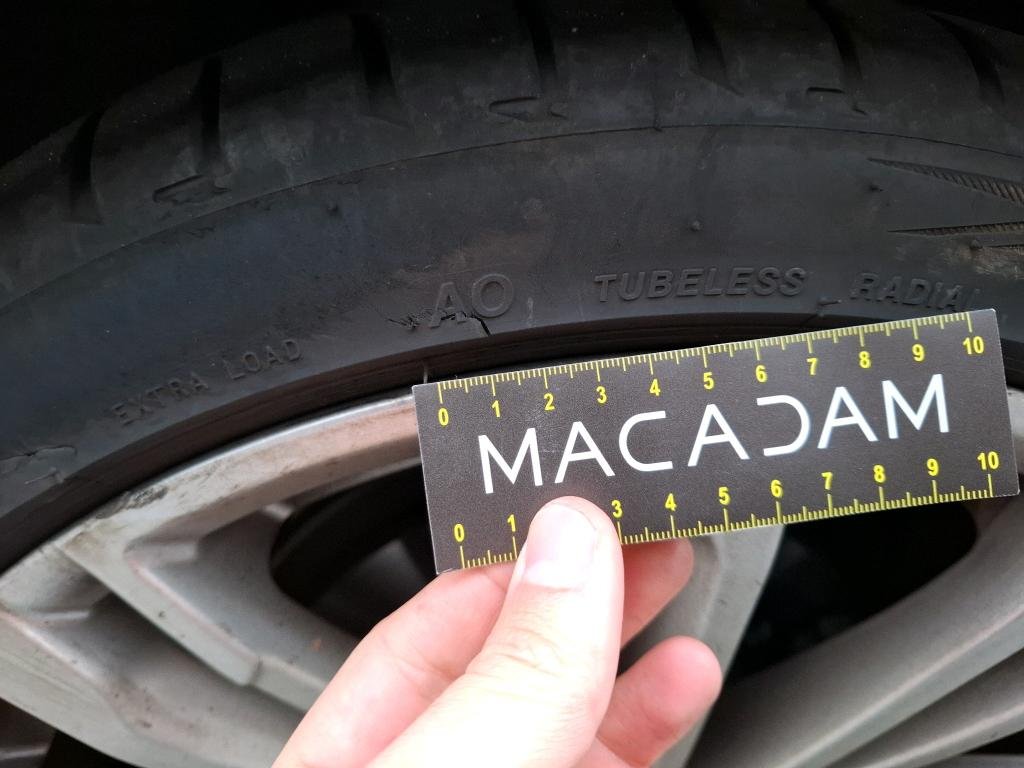 AO
TUBELESS RADIAL
EXTRA LOAD
0 1 2 3 4 5 6 7 8 9 10
MACADAM
0 1 3 4 5 6 7 8 9 10